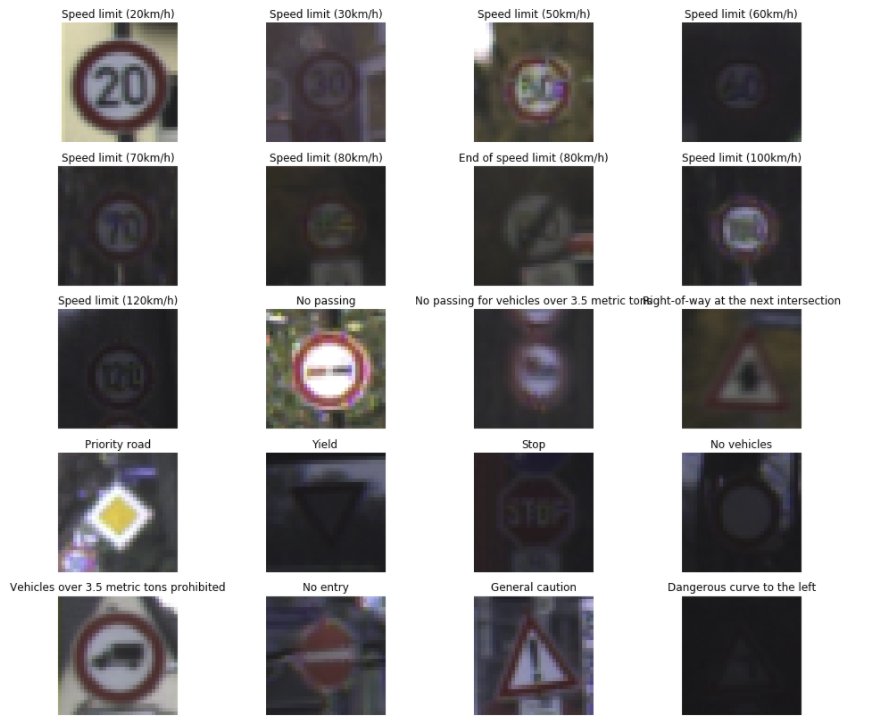 Speed limit (20km/h)
Speed limit (30km/h)
Speed limit (50km/h)
Speed limit (60km/h)
20
30
50
60
Speed limit (70km/h)
Speed limit (80km/h)
End of speed limit (80km/h)
Speed limit (100km/h)
70
Speed limit (120km/h)
No passing
No passing for vehicles over 3.5 metric tons
Right-of-way at the next intersection
120
Priority road
Yield
Stop
No vehicles
STOP
Vehicles over 3.5 metric tons prohibited
No entry
General caution
Dangerous curve to the left